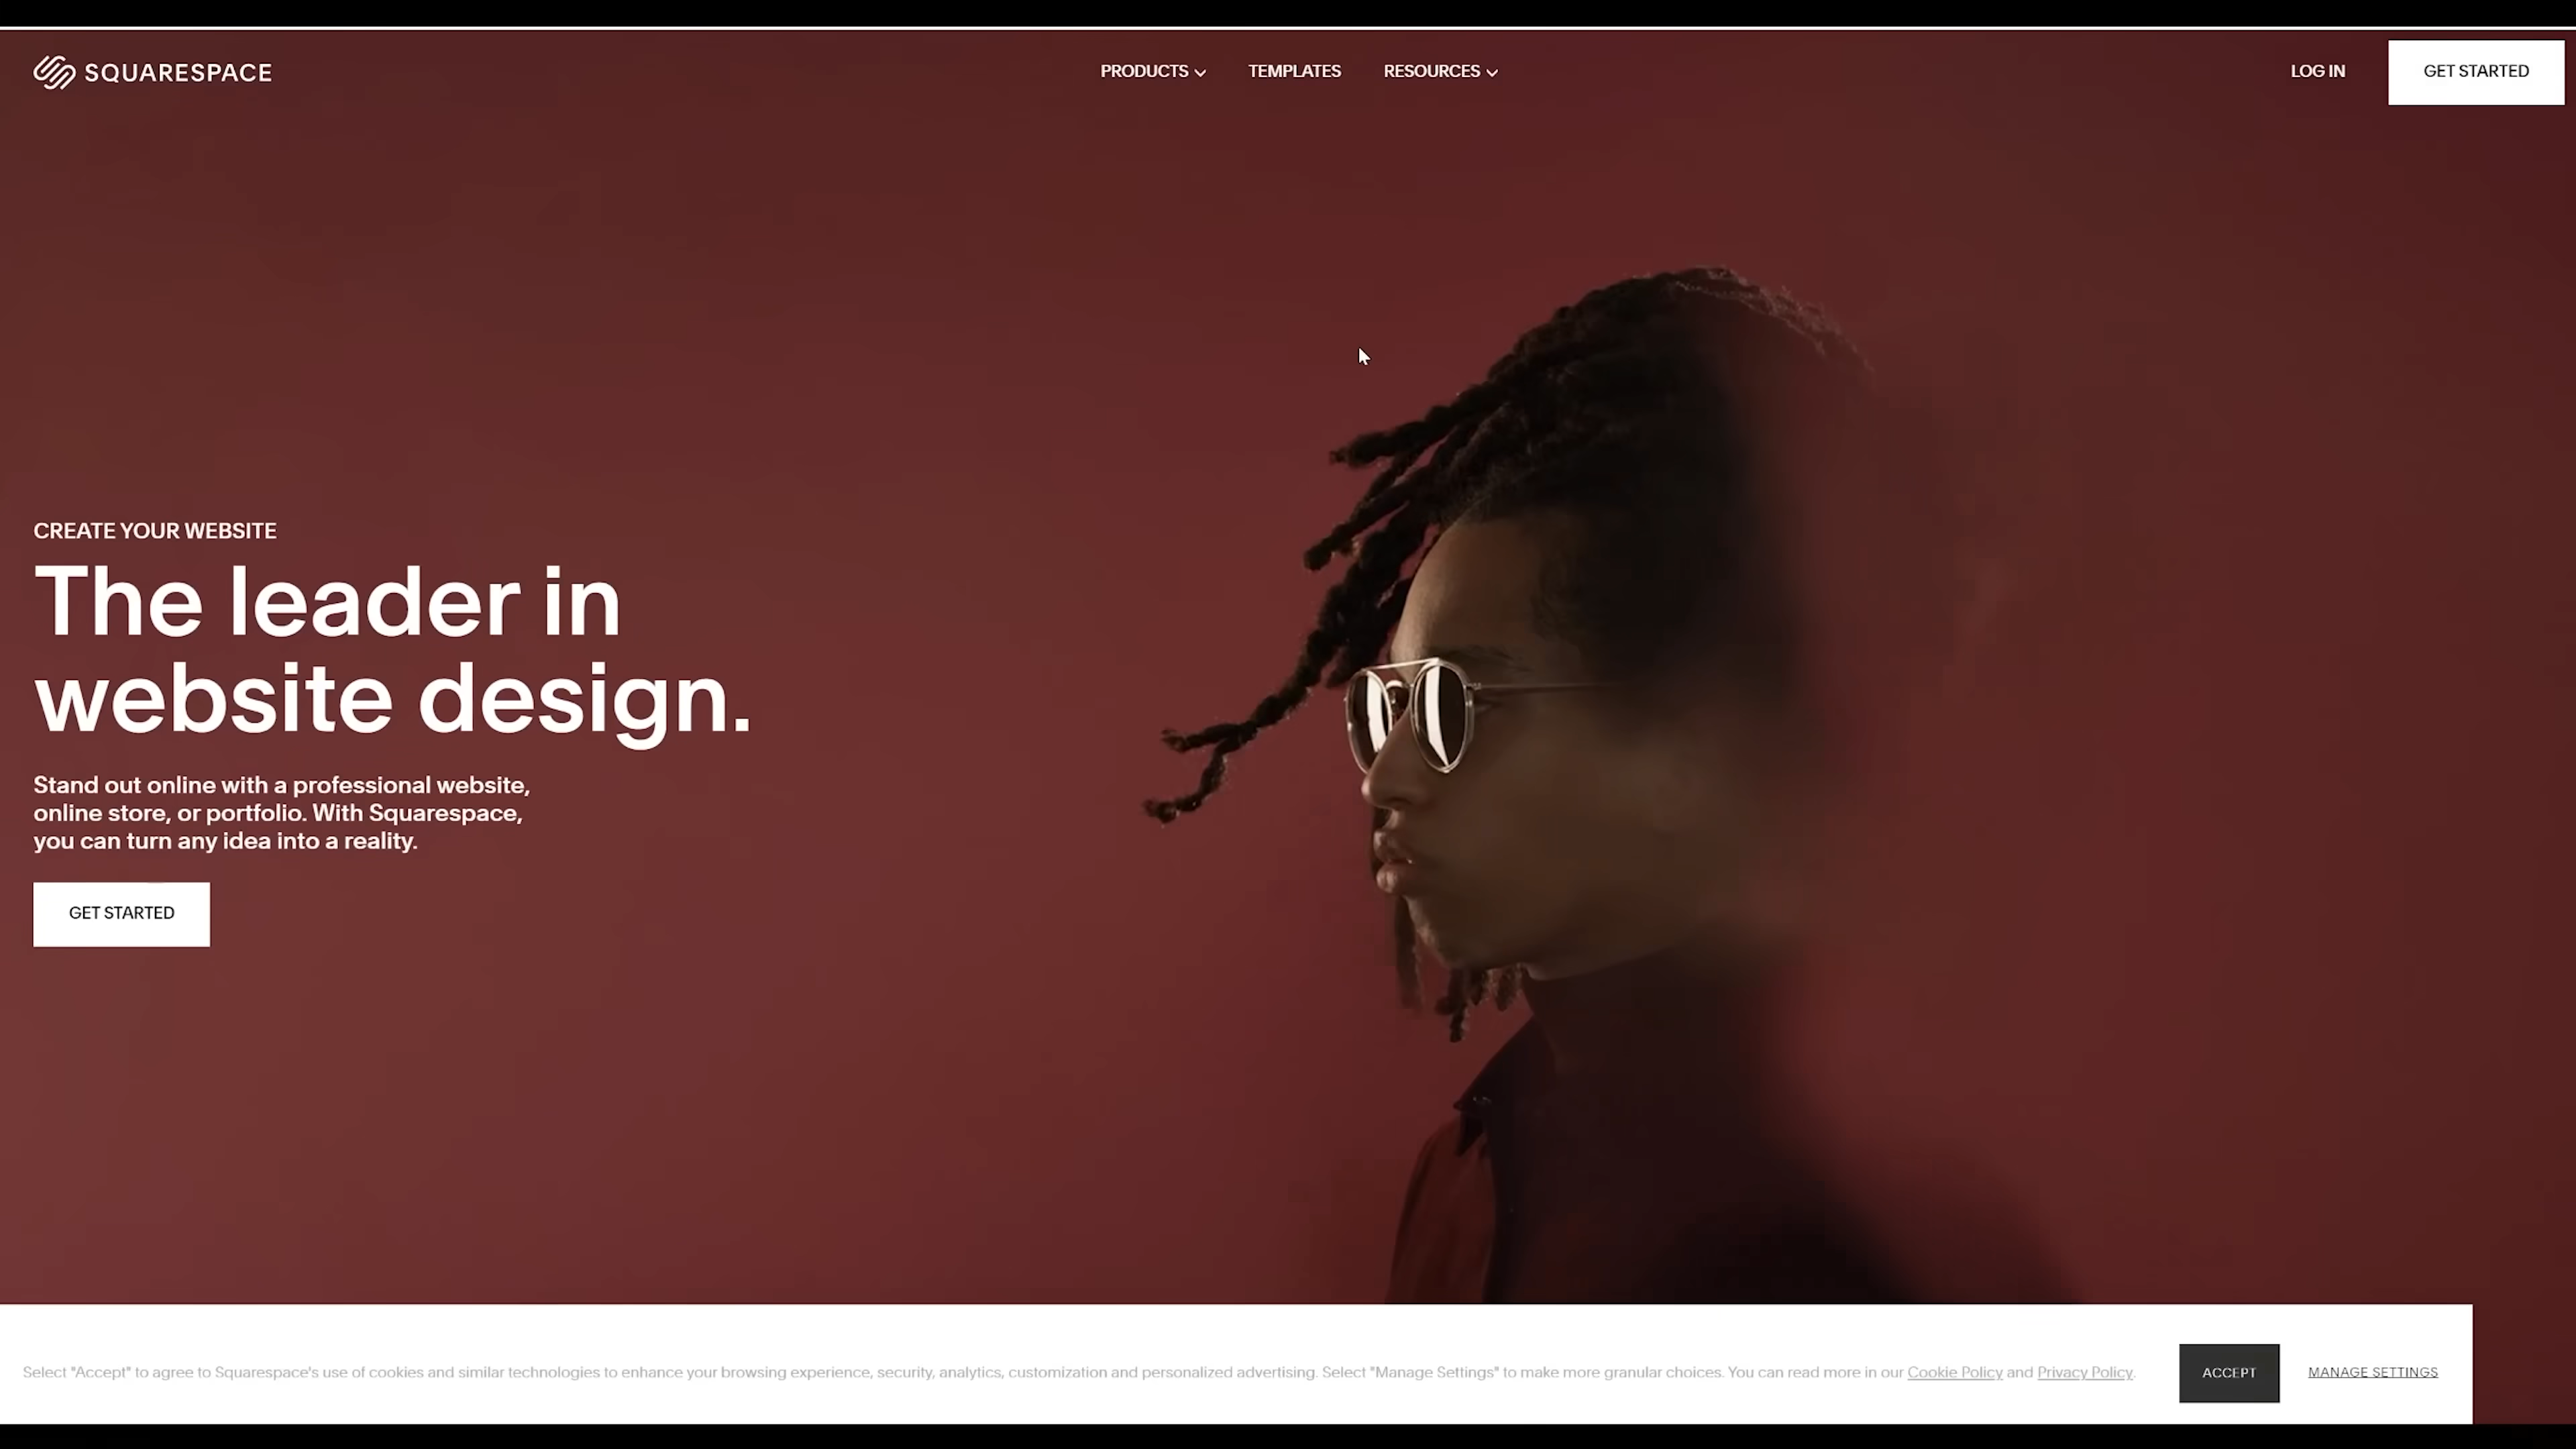 SQUARESPACE
PRODUCTS
TEMPLATES
RESOURCES
LOG IN
GET STARTED
CREATE YOUR WEBSITE
The leader in
website design.
Stand out online with a professional website,
online store, or portfolio. With Squarespace,
you can turn any idea into a reality.
GET STARTED
Select "Accept" to agree to Squarespace's use of cookies and similar technologies to enhance your browsing experience, security, analytics, customization and personalized advertising. Select "Manage Settings" to make more granular choices. You can read more in our Cookie Policy and Privacy Policy.
ACCEPT
MANAGE SETTINGS